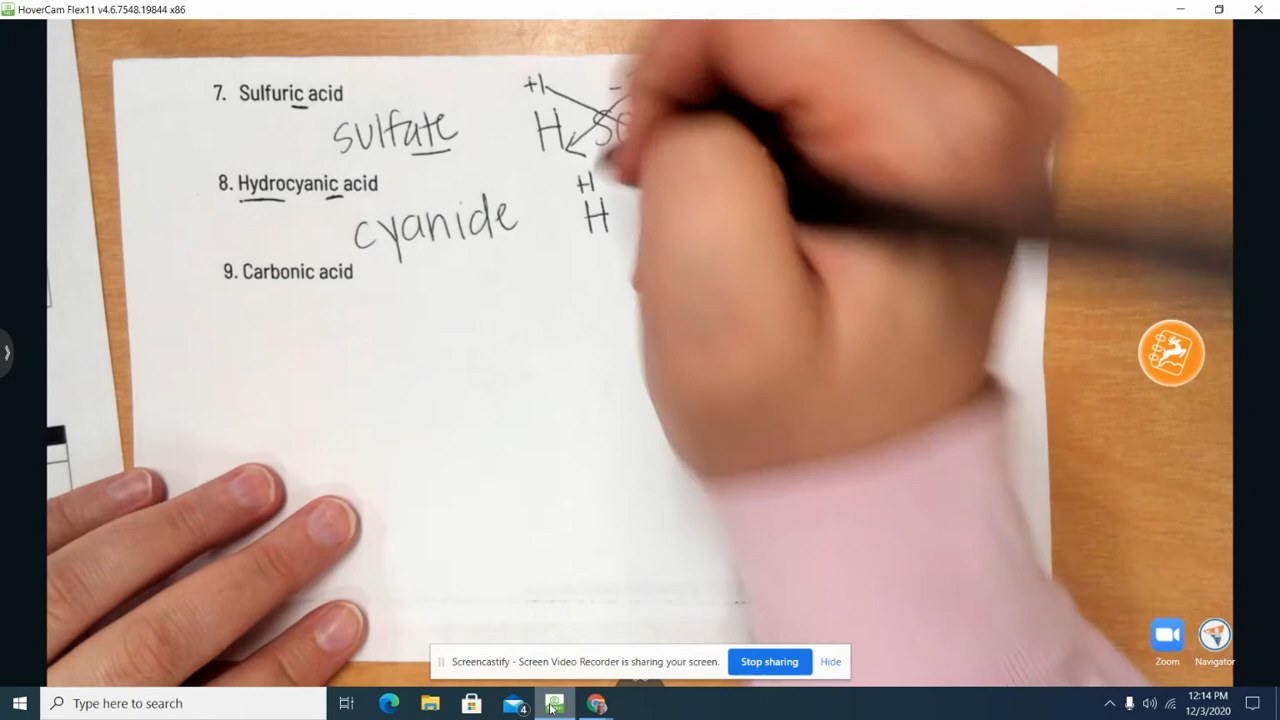 HoverCam Flex11 v4.6.7548.19844 x86
7. Sulfuric acid
+1
sulfate
H
8. Hydrocyanic acid
+1
cyanide
H
9. Carbonic acid
Screencastify - Screen Video Recorder is sharing your screen.
Stop sharing
Hide
Zoom
Navigator
Type here to search
4
12:14 PM
12/3/2020